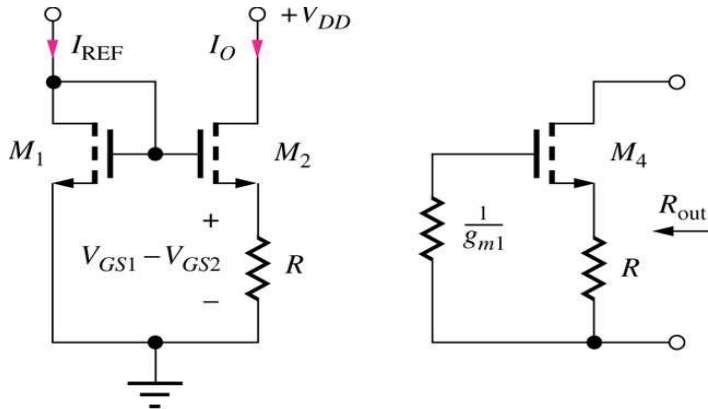 +V_DD
I_REF
I_O
M_1
M_2
M_4
R_out
1/g_m1
+
V_GS1 − V_GS2
R
R
−